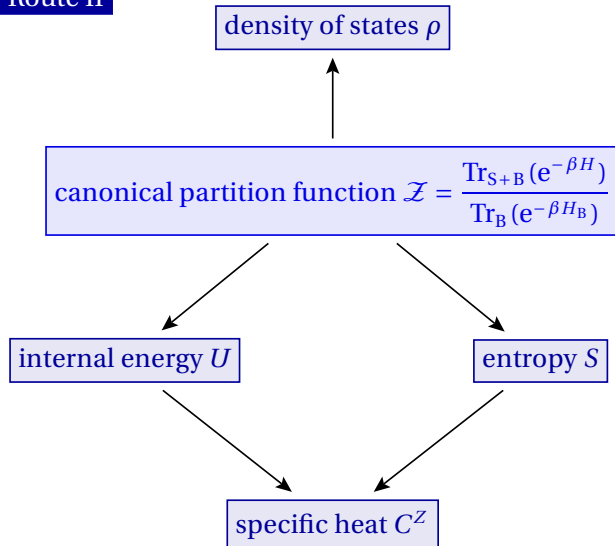 Route II
density of states ρ
canonical partition function 𝒵 = Tr_{S+B}(e^{−βH}) / Tr_B(e^{−βH_B})
internal energy U
entropy S
specific heat C^Z